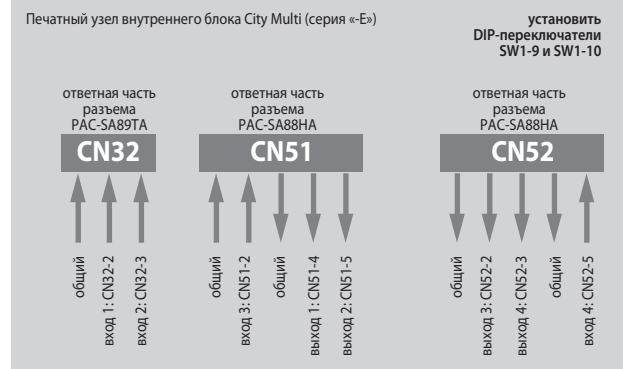 Печатный узел внутреннего блока City Multi (серия «-E»)
установить
DIP-переключатели
SW1-9 и SW1-10
ответная часть
разъема
PAC-SA89TA
CN32
общий
вход 1: CN32-2
вход 2: CN32-3
ответная часть
разъема
PAC-SA88HA
CN51
общий
вход 3: CN51-2
общий
выход 1: CN51-4
выход 2: CN51-5
ответная часть
разъема
PAC-SA88HA
CN52
общий
выход 3: CN52-2
выход 4: CN52-3
общий
вход 4: CN52-5